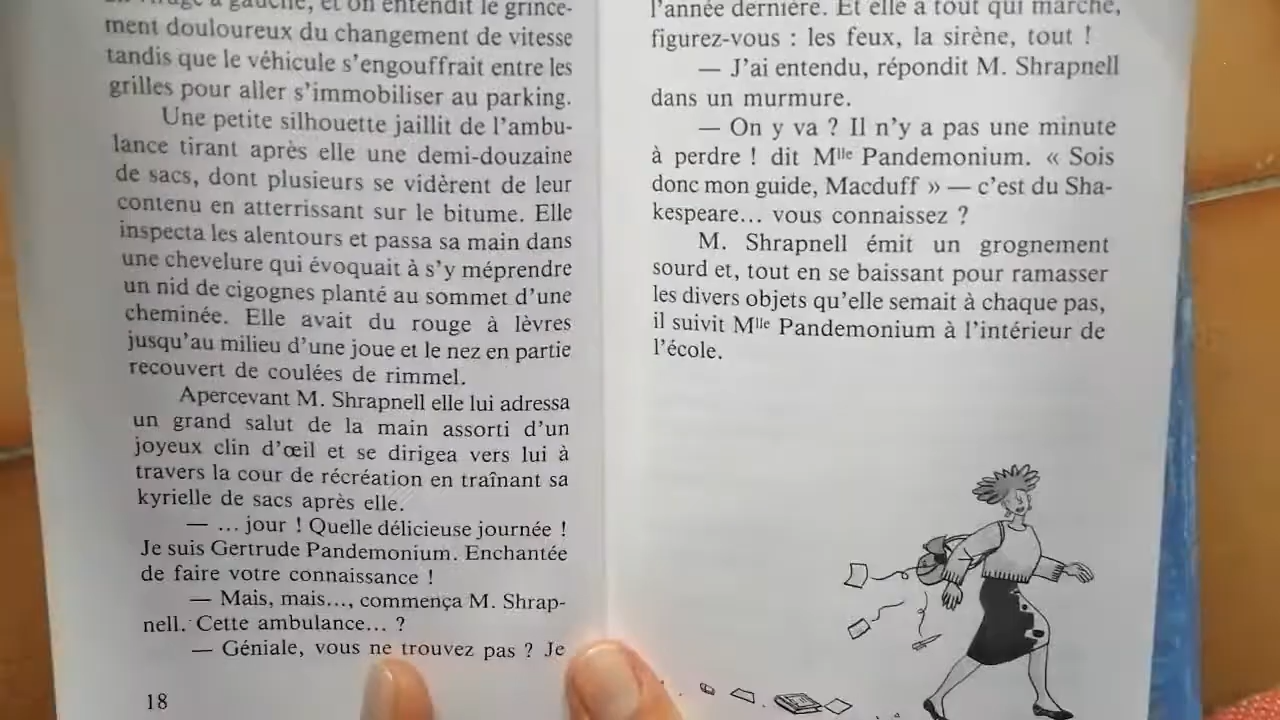 virage à gauche, et on entendit le grince-
ment douloureux du changement de vitesse
tandis que le véhicule s'engouffrait entre les
grilles pour aller s'immobiliser au parking.
Une petite silhouette jaillit de l'ambu-
lance tirant après elle une demi-douzaine
de sacs, dont plusieurs se vidèrent de leur
contenu en atterrissant sur le bitume. Elle
inspecta les alentours et passa sa main dans
une chevelure qui évoquait à s'y méprendre
un nid de cigognes planté au sommet d'une
cheminée. Elle avait du rouge à lèvres
jusqu'au milieu d'une joue et le nez en partie
recouvert de coulées de rimmel.
Apercevant M. Shrapnell elle lui adressa
un grand salut de la main assorti d'un
joyeux clin d'œil et se dirigea vers lui à
travers la cour de récréation en traînant sa
kyrielle de sacs après elle.
— ... jour ! Quelle délicieuse journée !
Je suis Gertrude Pandemonium. Enchantée
de faire votre connaissance !
— Mais, mais..., commença M. Shrap-
nell. Cette ambulance... ?
— Géniale, vous ne trouvez pas ? Je
18
l'année dernière. Et elle a tout qui marche,
figurez-vous : les feux, la sirène, tout !
— J'ai entendu, répondit M. Shrapnell
dans un murmure.
— On y va ? Il n'y a pas une minute
à perdre ! dit Mlle Pandemonium. « Sois
donc mon guide, Macduff » — c'est du Sha-
kespeare... vous connaissez ?
M. Shrapnell émit un grognement
sourd et, tout en se baissant pour ramasser
les divers objets qu'elle semait à chaque pas,
il suivit Mlle Pandemonium à l'intérieur de
l'école.